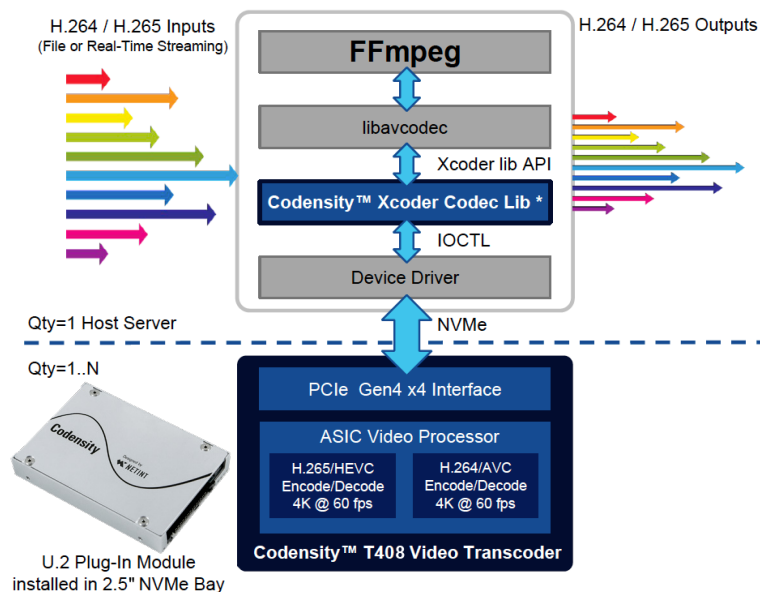 H.264 / H.265 Inputs
(File or Real-Time Streaming)
H.264 / H.265 Outputs
FFmpeg
libavcodec
Xcoder lib API
Codensity™ Xcoder Codec Lib *
IOCTL
Device Driver
Qty=1 Host Server
NVMe
Qty=1..N
PCIe Gen4 x4 Interface
ASIC Video Processor
H.265/HEVC
Encode/Decode
4K @ 60 fps
H.264/AVC
Encode/Decode
4K @ 60 fps
Codensity™ T408 Video Transcoder
Codensity
Designed by
NETINT
U.2 Plug-In Module
installed in 2.5" NVMe Bay